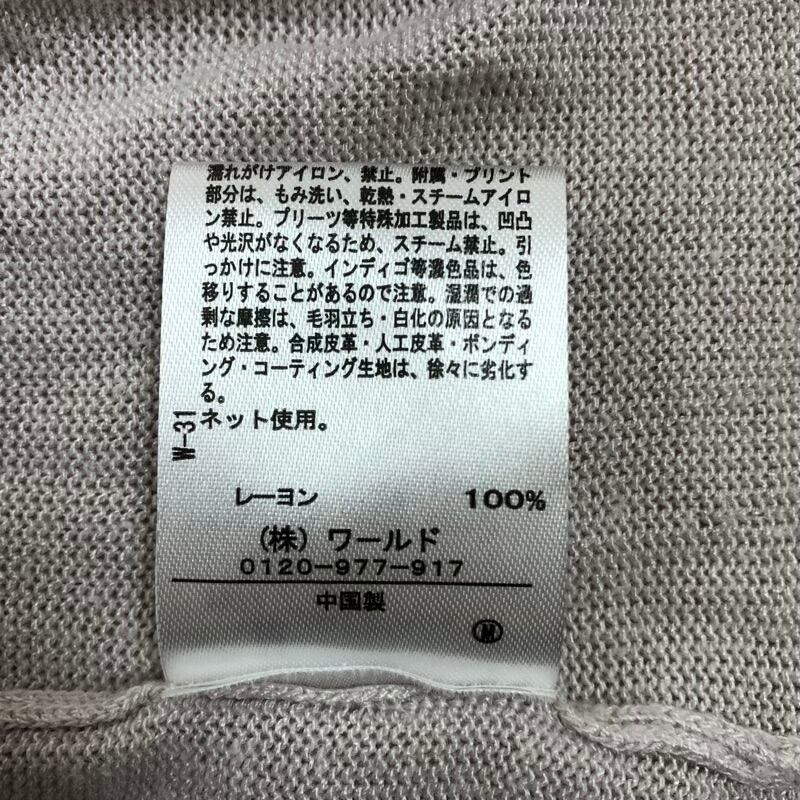 濡れがけアイロン、禁止。附属・プリント
部分は、もみ洗い、乾熱・スチームアイロ
ン禁止。プリーツ等特殊加工製品は、凹凸
や光沢がなくなるため、スチーム禁止。引
っかけに注意。インディゴ等濃色品は、色
移りすることがあるので注意。湿潤での過
剰な摩擦は、毛羽立ち・白化の原因となる
ため注意。合成皮革・人工皮革・ボンディ
ング・コーティング生地は、徐々に劣化す
る。
ネット使用。
W-31
レーヨン 100%
(株) ワールド
0120-977-917
中国製
Ⓜ